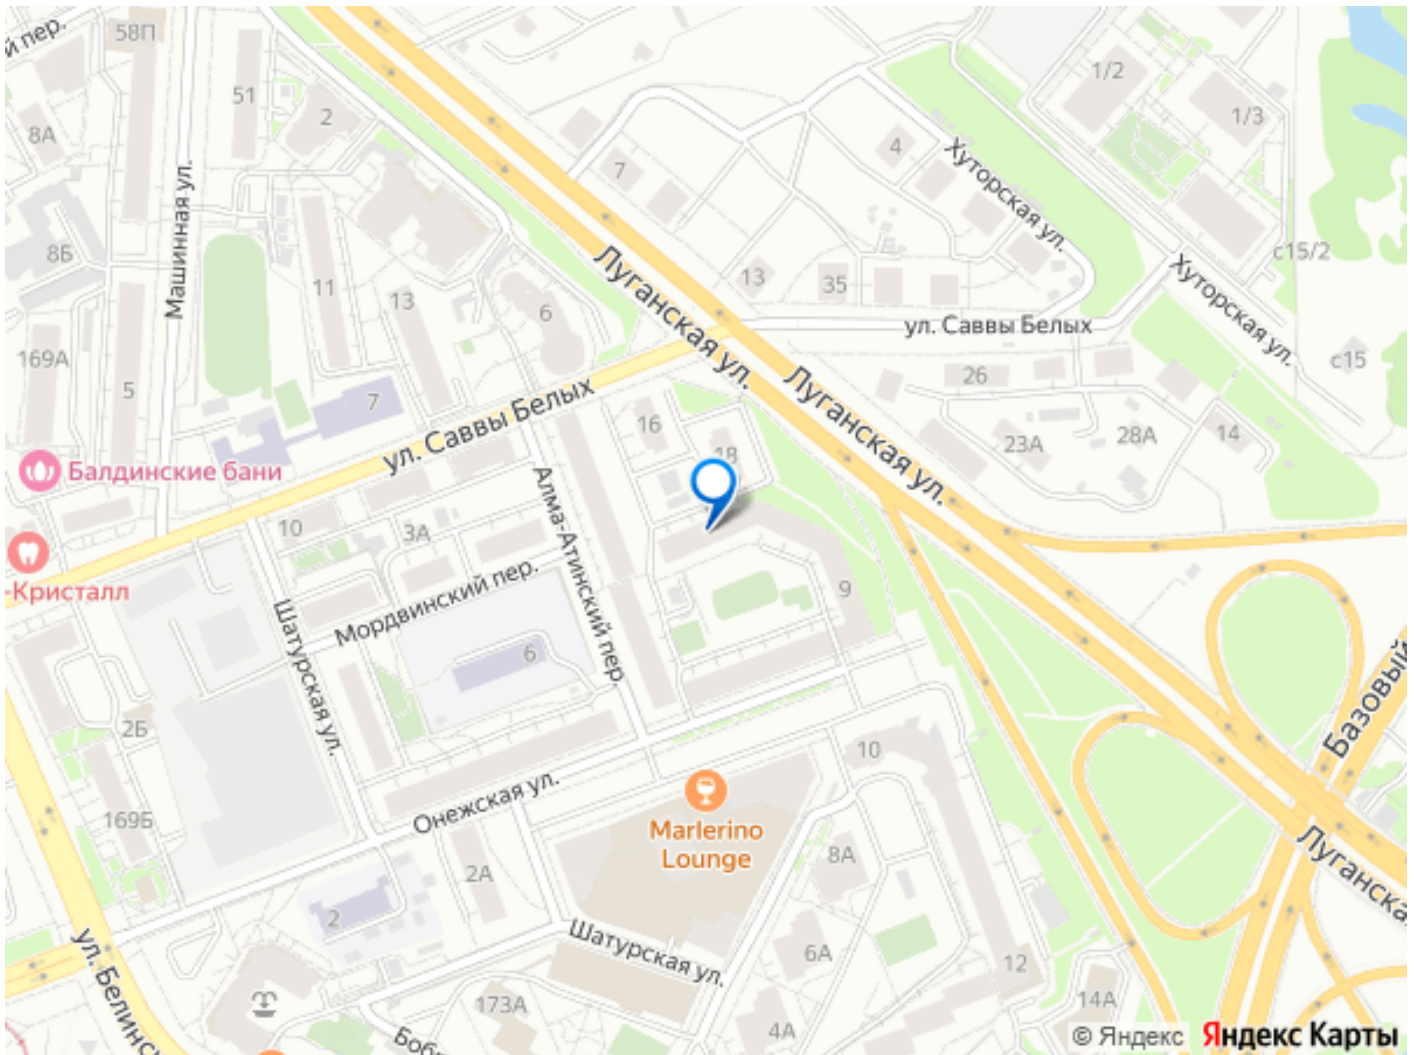 й пер.
58П
51
2
8А
Машинная ул.
8Б
11
13
6
169А
5
7
7
4
Хуторская ул.
1/2
1/3
с15/2
Хуторская ул.
с15
13
35
Луганская ул.
ул. Саввы Белых
Луганская ул.
26
23А
28А
14
ул. Саввы Белых
16
18
Балдинские бани
10
3А
Алма-Атинский пер.
-Кристалл
Мордвинский пер.
Шатурская ул.
9
6
2Б
Базовый
10
Онежская ул.
169Б
Marlerino
Lounge
8А
2А
Луганска
2
ул. Белинс
Шатурская ул.
6А
12
173А
14А
4А
Боб
© Яндекс
Яндекс Карты